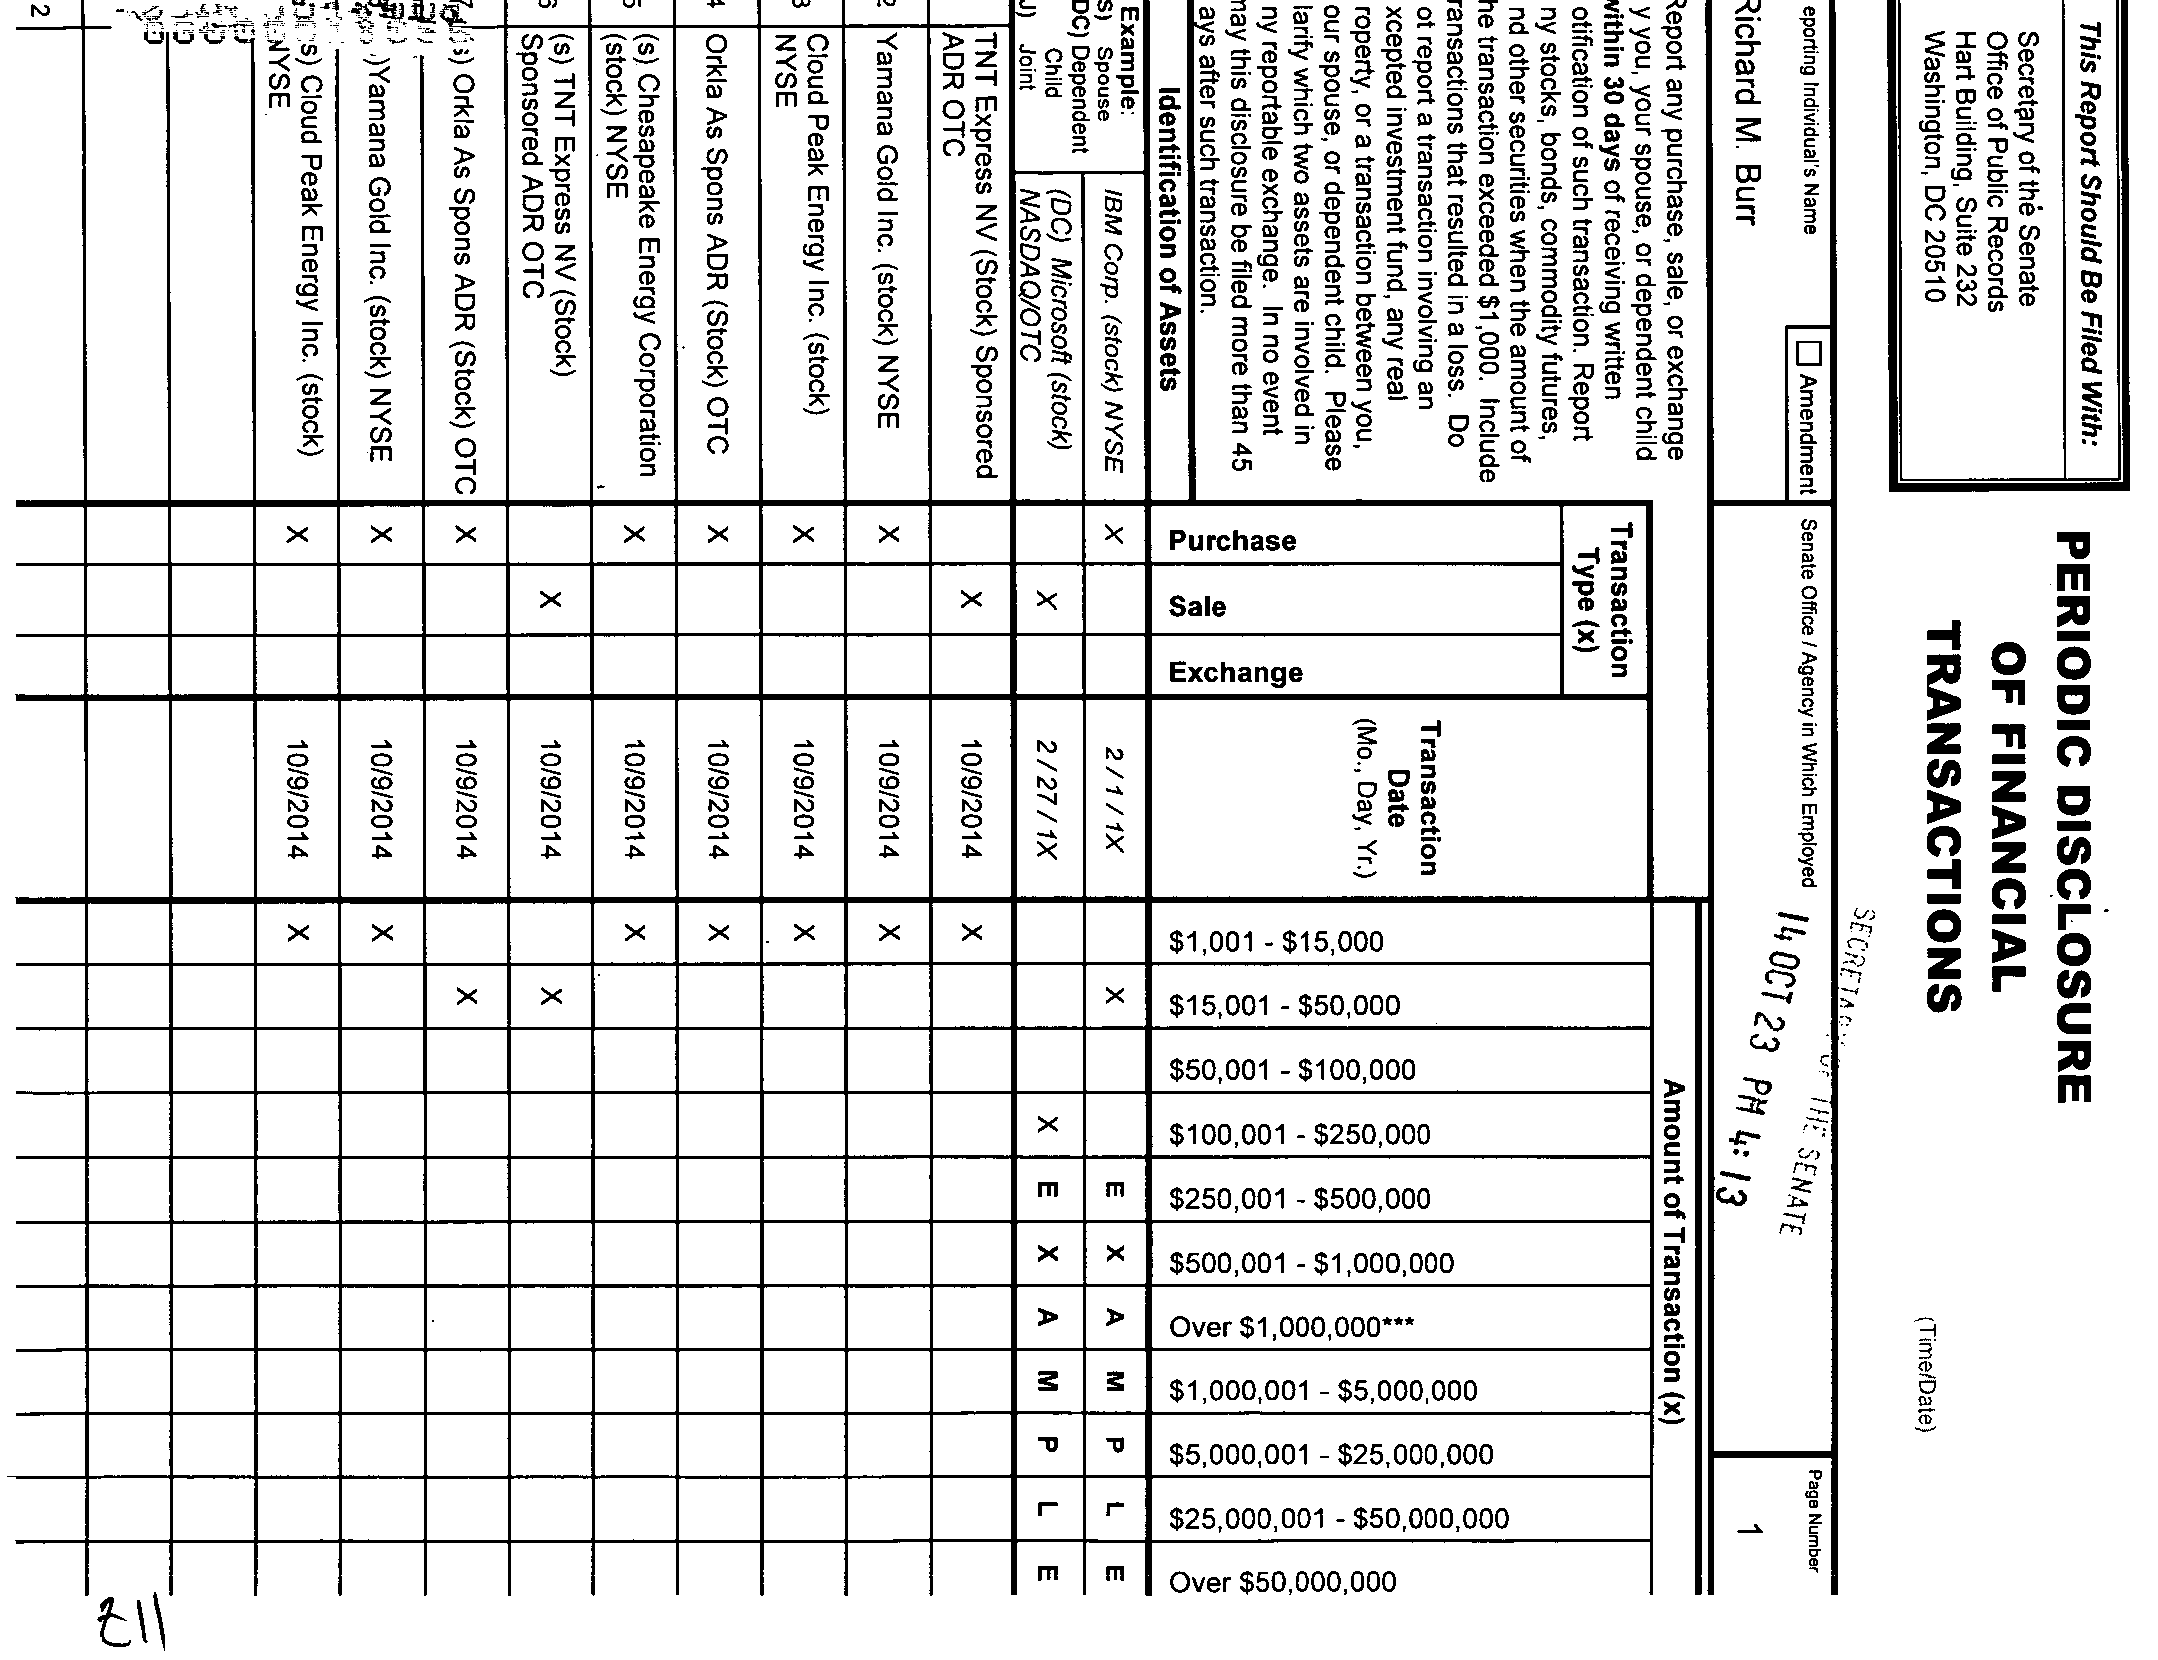 This Report Should Be Filed With:
Secretary of the Senate
Office of Public Records
Hart Building, Suite 232
Washington, DC 20510
PERIODIC DISCLOSURE
OF FINANCIAL
TRANSACTIONS
(Time/Date)
SECRETARY OF THE SENATE
14 OCT 23 PM 4:13
eporting Individual's Name
Amendment
Senate Office / Agency in Which Employed
Page Number
Richard M. Burr
1
Report any purchase, sale, or exchange
y you, your spouse, or dependent child
within 30 days of receiving written
otification of such transaction. Report
ny stocks, bonds, commodity futures,
nd other securities when the amount of
he transaction exceeded $1,000. Include
ransactions that resulted in a loss. Do
ot report a transaction involving an
xcepted investment fund, any real
roperty, or a transaction between you,
our spouse, or dependent child. Please
larify which two assets are involved in
ny reportable exchange. In no event
may this disclosure be filed more than 45
ays after such transaction.
Identification of Assets
Transaction
Type (x)
Purchase
Sale
Exchange
Transaction
Date
(Mo., Day, Yr.)
Amount of Transaction (x)
$1,001 - $15,000
$15,001 - $50,000
$50,001 - $100,000
$100,001 - $250,000
$250,001 - $500,000
$500,001 - $1,000,000
Over $1,000,000***
$1,000,001 - $5,000,000
$5,000,001 - $25,000,000
$25,000,001 - $50,000,000
Over $50,000,000
Example:
S) Spouse
DC) Dependent
Child
J) Joint
IBM Corp. (stock) NYSE X 2 / 1 / 1X X E X A M P L E
(DC) Microsoft (stock)
NASDAQ/OTC X 2 / 27 / 1X X E X A M P L E
TNT Express NV (Stock) Sponsored
ADR OTC X 10/9/2014 X
2 Yamana Gold Inc. (stock) NYSE X 10/9/2014 X
3 Cloud Peak Energy Inc. (stock)
NYSE X 10/9/2014 X
4 Orkla As Spons ADR (Stock) OTC X 10/9/2014 X
5 (s) Chesapeake Energy Corporation
(stock) NYSE X 10/9/2014 X
6 (s) TNT Express NV (Stock)
Sponsored ADR OTC X 10/9/2014 X
7 (s) Orkla As Spons ADR (Stock) OTC X 10/9/2014 X
)Yamana Gold Inc. (stock) NYSE X 10/9/2014 X
s) Cloud Peak Energy Inc. (stock)
NYSE X 10/9/2014 X
2